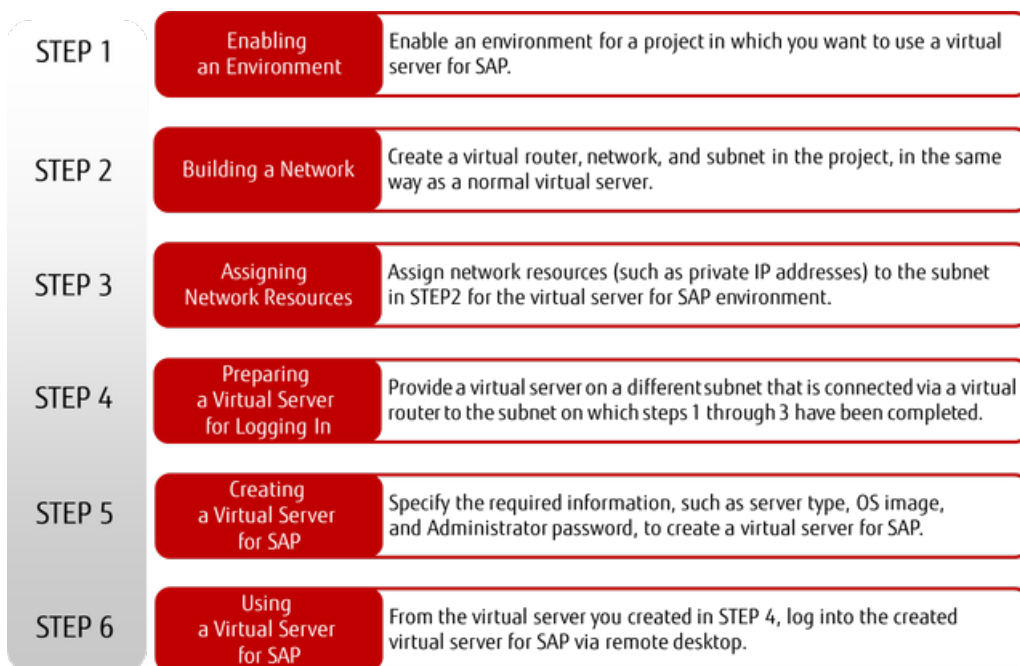 STEP 1
Enabling
an Environment
Enable an environment for a project in which you want to use a virtual
server for SAP.
STEP 2
Building a Network
Create a virtual router, network, and subnet in the project, in the same
way as a normal virtual server.
STEP 3
Assigning
Network Resources
Assign network resources (such as private IP addresses) to the subnet
in STEP2 for the virtual server for SAP environment.
STEP 4
Preparing
a Virtual Server
for Logging In
Provide a virtual server on a different subnet that is connected via a virtual
router to the subnet on which steps 1 through 3 have been completed.
STEP 5
Creating
a Virtual Server
for SAP
Specify the required information, such as server type, OS image,
and Administrator password, to create a virtual server for SAP.
STEP 6
Using
a Virtual Server
for SAP
From the virtual server you created in STEP 4, log into the created
virtual server for SAP via remote desktop.